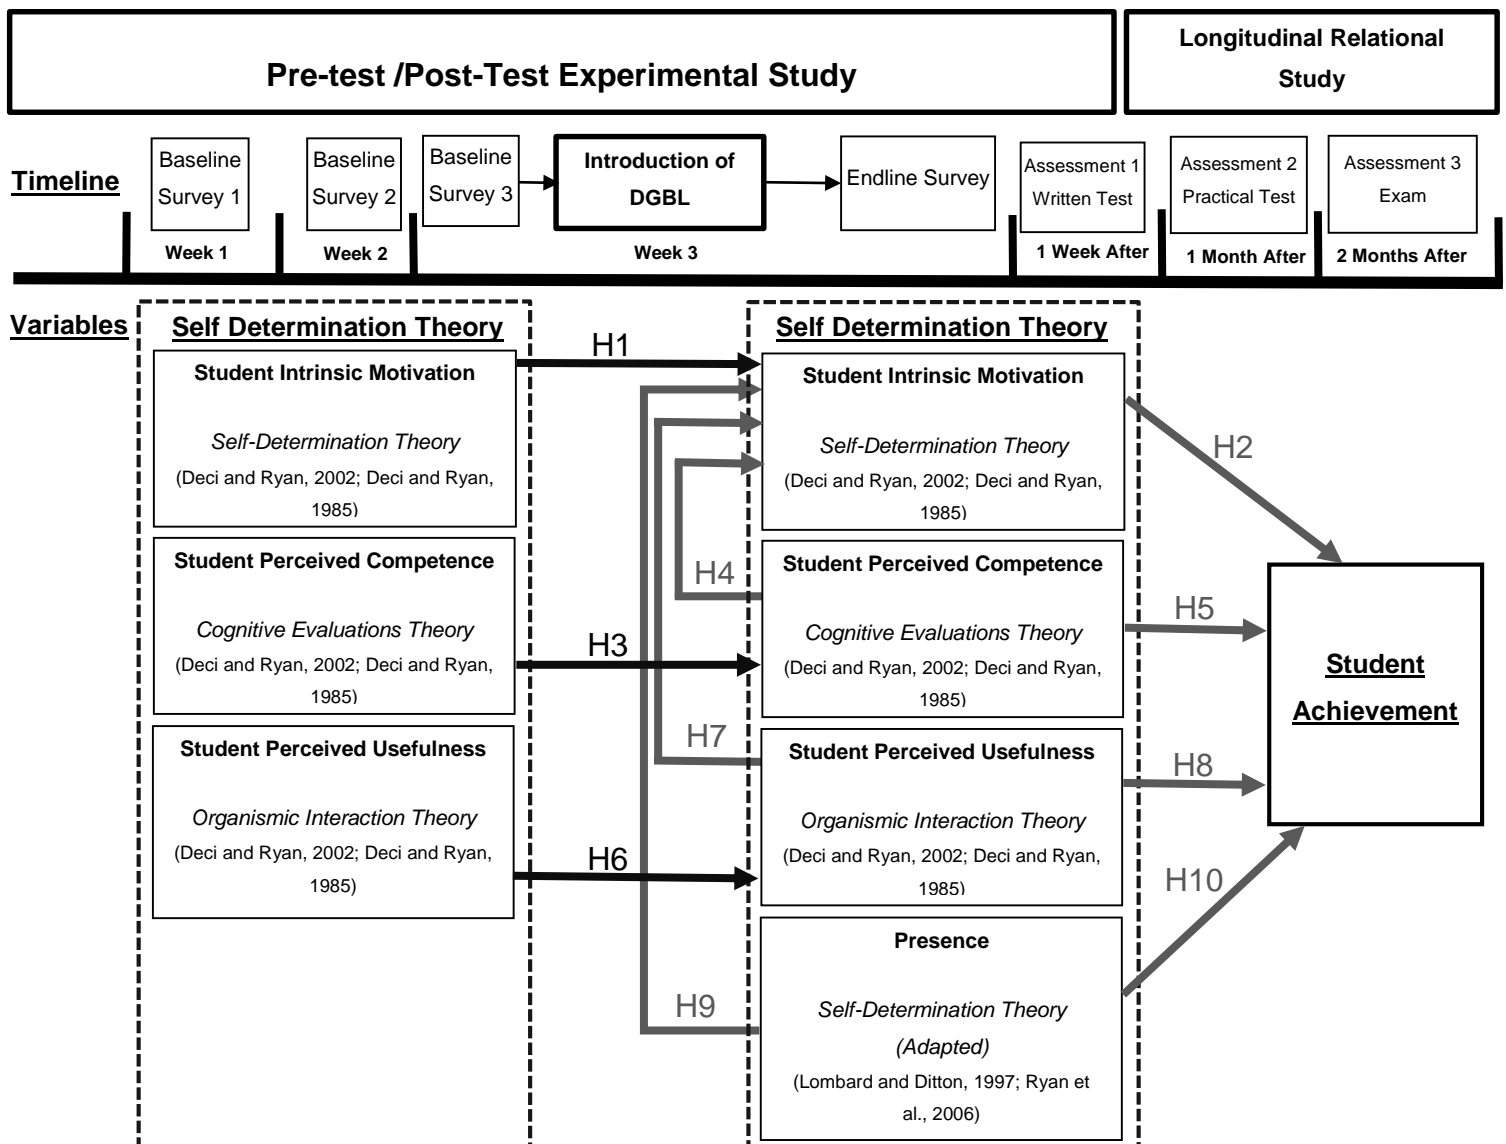 Pre-test /Post-Test Experimental Study
Longitudinal Relational
Study
Timeline
Baseline
Survey 1
Baseline
Survey 2
Baseline
Survey 3
Introduction of
DGBL
Endline Survey
Assessment 1
Written Test
Assessment 2
Practical Test
Assessment 3
Exam
Week 1
Week 2
Week 3
1 Week After
1 Month After
2 Months After
Variables
Self Determination Theory
Student Intrinsic Motivation
Self-Determination Theory
(Deci and Ryan, 2002; Deci and Ryan,
1985)
Student Perceived Competence
Cognitive Evaluations Theory
(Deci and Ryan, 2002; Deci and Ryan,
1985)
Student Perceived Usefulness
Organismic Interaction Theory
(Deci and Ryan, 2002; Deci and Ryan,
1985)
H1
H4
H3
H7
H6
H9
Self Determination Theory
Student Intrinsic Motivation
Self-Determination Theory
(Deci and Ryan, 2002; Deci and Ryan,
1985)
Student Perceived Competence
Cognitive Evaluations Theory
(Deci and Ryan, 2002; Deci and Ryan,
1985)
Student Perceived Usefulness
Organismic Interaction Theory
(Deci and Ryan, 2002; Deci and Ryan,
1985)
Presence
Self-Determination Theory
(Adapted)
(Lombard and Ditton, 1997; Ryan et
al., 2006)
H2
H5
H8
H10
Student
Achievement